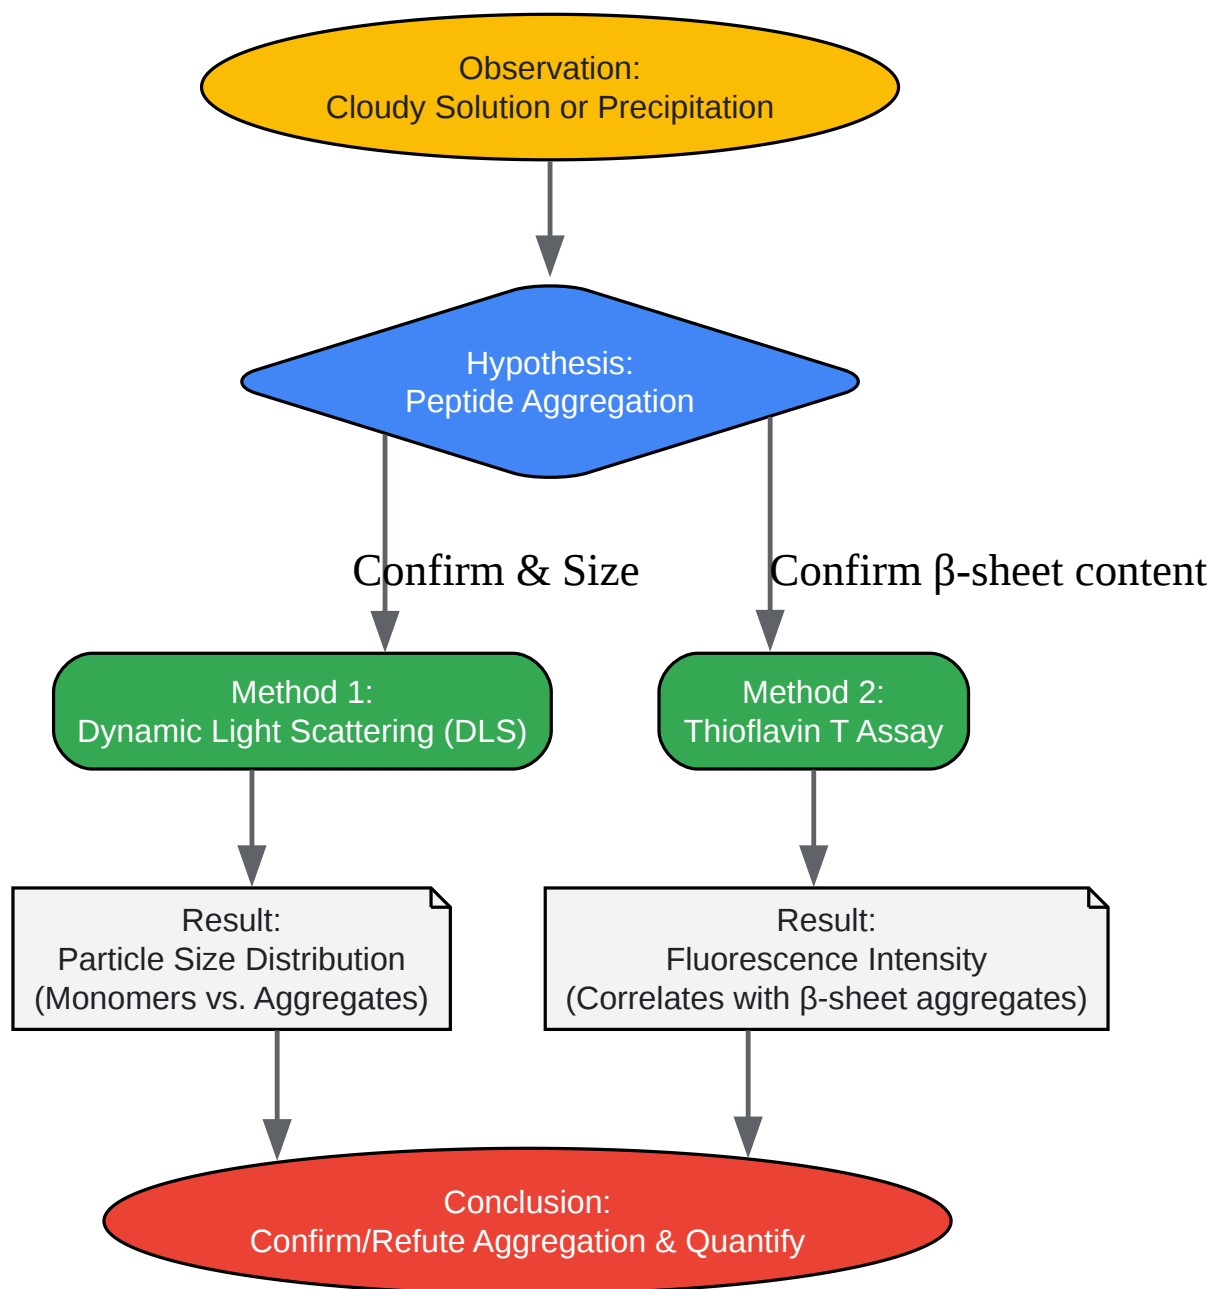 Observation:
Cloudy Solution or Precipitation
Hypothesis:
Peptide Aggregation
Confirm & Size
Confirm β-sheet content
Method 1:
Dynamic Light Scattering (DLS)
Method 2:
Thioflavin T Assay
Result:
Particle Size Distribution
(Monomers vs. Aggregates)
Result:
Fluorescence Intensity
(Correlates with β-sheet aggregates)
Conclusion:
Confirm/Refute Aggregation & Quantify